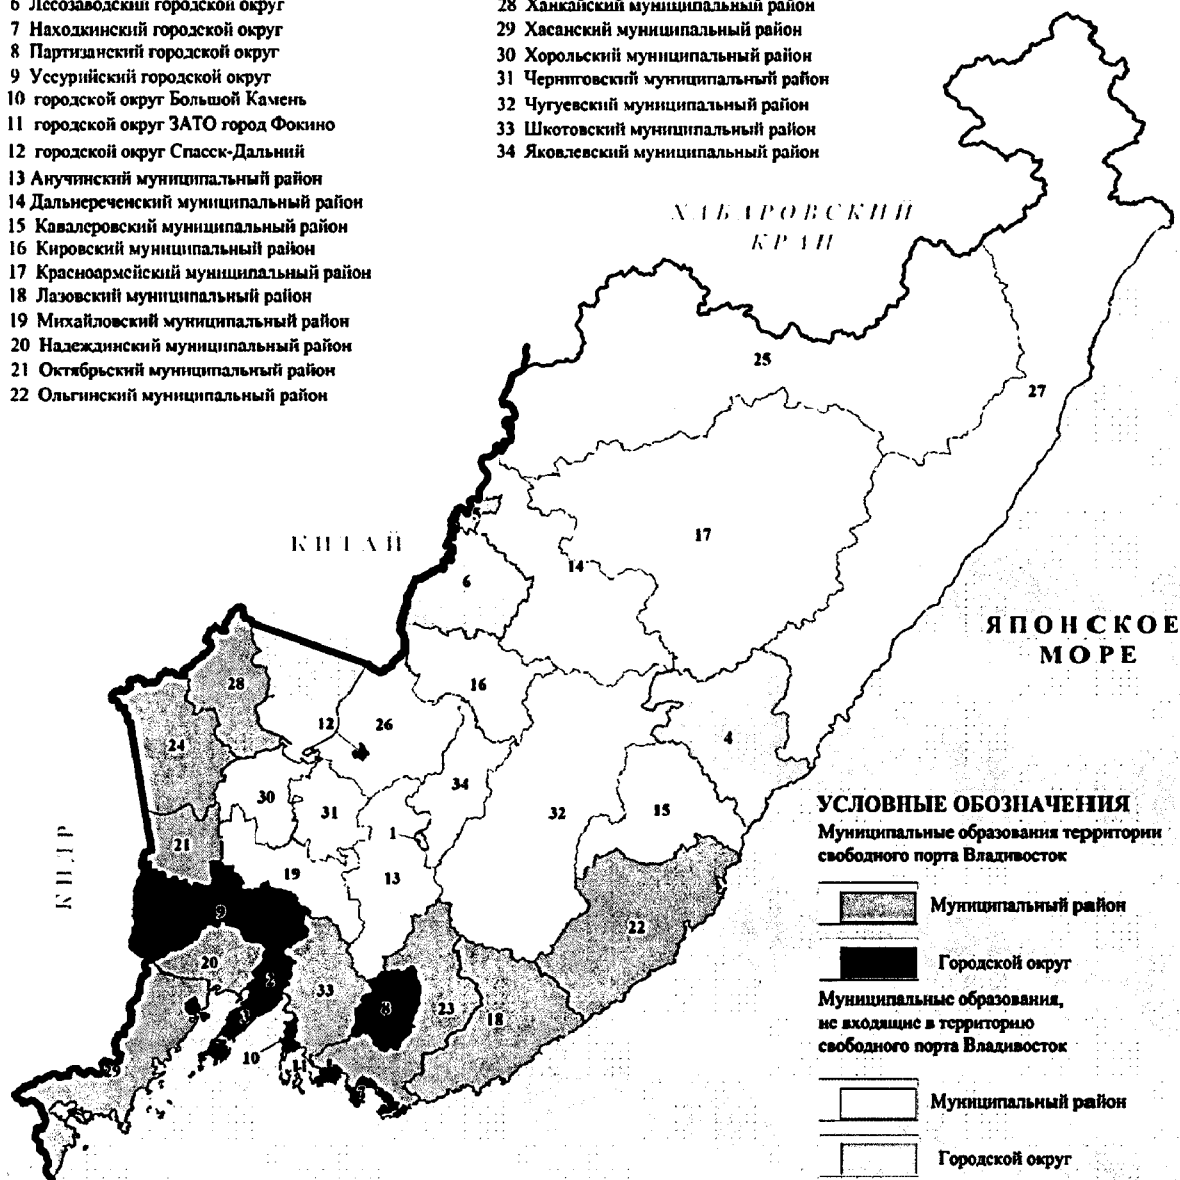 6 Лесозаводский городской округ
7 Находкинский городской округ
8 Партизанский городской округ
9 Уссурийский городской округ
10 городской округ Большой Камень
11 городской округ ЗАТО город Фокино
12 городской округ Спасск-Дальний
13 Анучинский муниципальный район
14 Дальнереченский муниципальный район
15 Кавалеровский муниципальный район
16 Кировский муниципальный район
17 Красноармейский муниципальный район
18 Лазовский муниципальный район
19 Михайловский муниципальный район
20 Надеждинский муниципальный район
21 Октябрьский муниципальный район
22 Ольгинский муниципальный район
28 Ханкайский муниципальный район
29 Хасанский муниципальный район
30 Хорольский муниципальный район
31 Черниговский муниципальный район
32 Чугуевский муниципальный район
33 Шкотовский муниципальный район
34 Яковлевский муниципальный район
ХАБАРОВСКИЙ
КРАЙ
25
27
КИТАЙ
5
17
14
6
ЯПОНСКОЕ
МОРЕ
28
16
12
26
24
4
30
31
34
1
32
15
КНДР
21
19
13
9
22
20
2
33
8
23
18
10
11
29
УСЛОВНЫЕ ОБОЗНАЧЕНИЯ
Муниципальные образования территории
свободного порта Владивосток
Муниципальный район
Городской округ
Муниципальные образования,
не входящие в территорию
свободного порта Владивосток
Муниципальный район
Городской округ